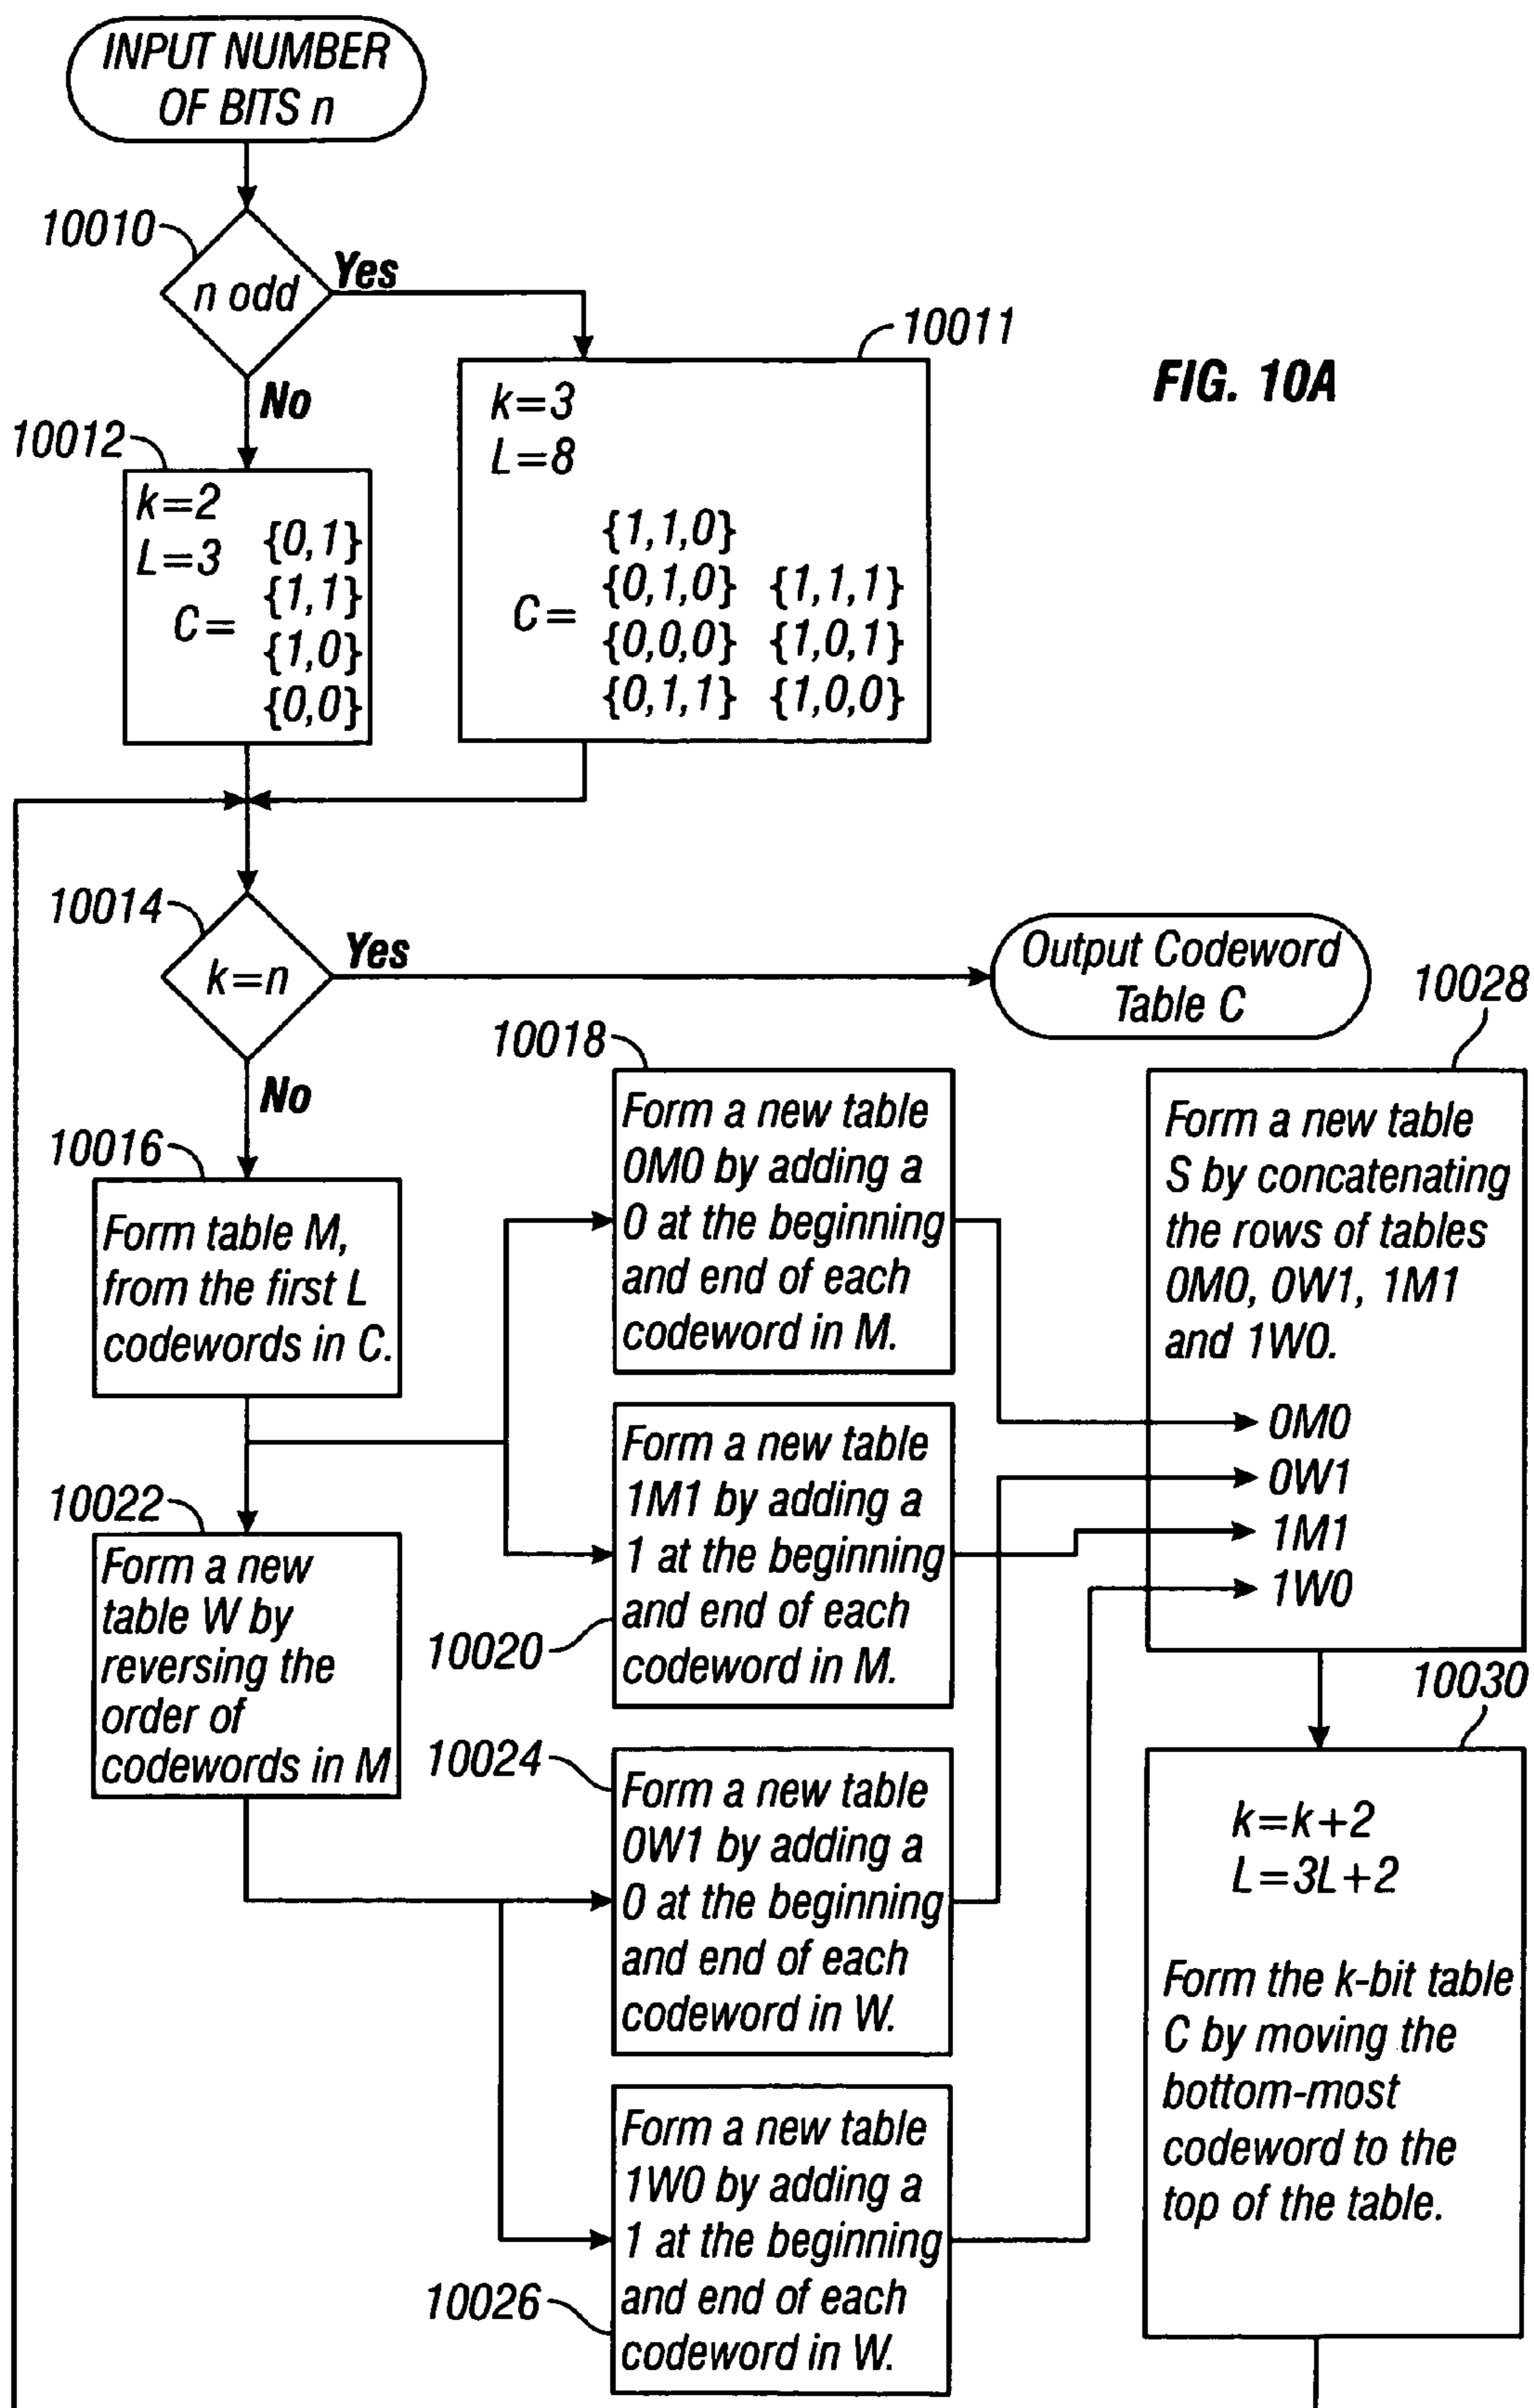 INPUT NUMBER
OF BITS n
10010
n odd
Yes
No
10011
k=3
L=8
{1,1,0}
{0,1,0} {1,1,1}
C=
{0,0,0} {1,0,1}
{0,1,1} {1,0,0}
FIG. 10A
10012
k=2
L=3
{0,1}
{1,1}
C=
{1,0}
{0,0}
10014
k=n
Yes
No
Output Codeword
Table C
10016
Form table M,
from the first L
codewords in C.
10018
Form a new table
0M0 by adding a
0 at the beginning
and end of each
codeword in M.
10020
Form a new table
1M1 by adding a
1 at the beginning
and end of each
codeword in M.
10022
Form a new
table W by
reversing the
order of
codewords in M
10024
Form a new table
0W1 by adding a
0 at the beginning
and end of each
codeword in W.
10026
Form a new table
1W0 by adding a
1 at the beginning
and end of each
codeword in W.
10028
Form a new table
S by concatenating
the rows of tables
0M0, 0W1, 1M1
and 1W0.
0M0
0W1
1M1
1W0
10030
k=k+2
L=3L+2
Form the k-bit table
C by moving the
bottom-most
codeword to the
top of the table.